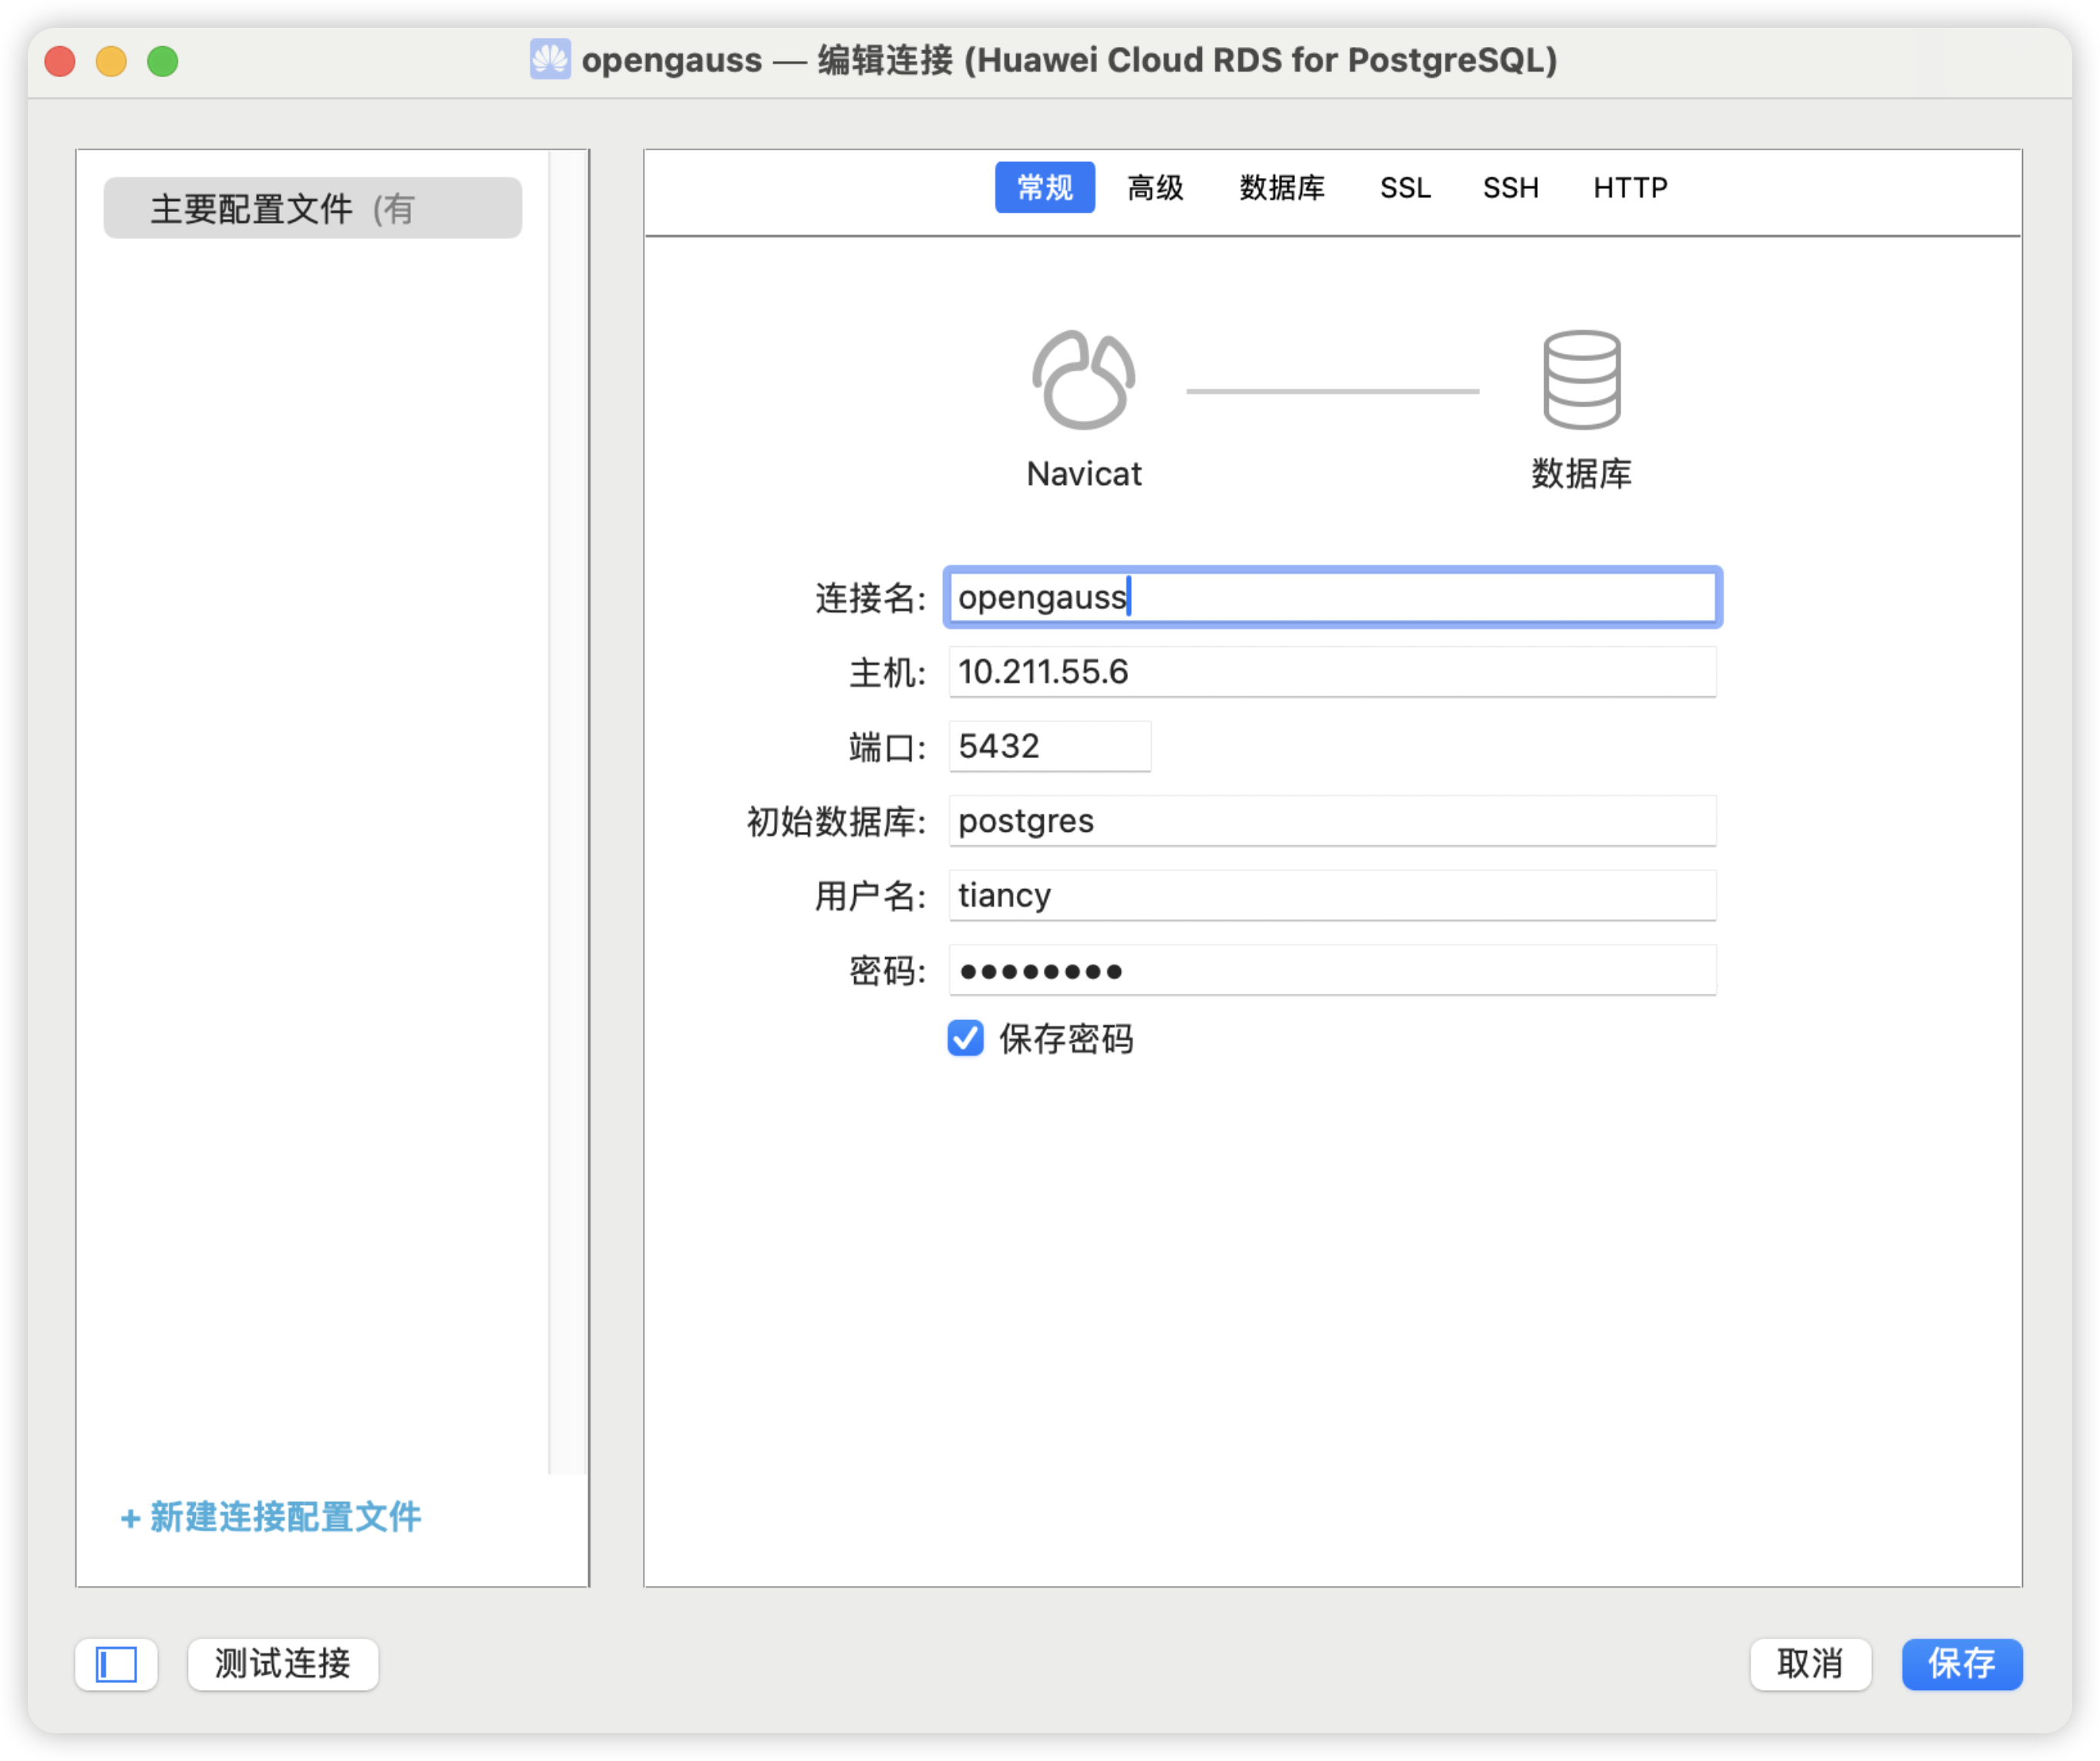 opengauss — 编辑连接 (Huawei Cloud RDS for PostgreSQL)
主要配置文件 (有
常规 高级 数据库 SSL SSH HTTP
Navicat 数据库
连接名: opengauss
主机: 10.211.55.6
端口: 5432
初始数据库: postgres
用户名: tiancy
密码: ●●●●●●●●
保存密码
+ 新建连接配置文件
测试连接 取消 保存